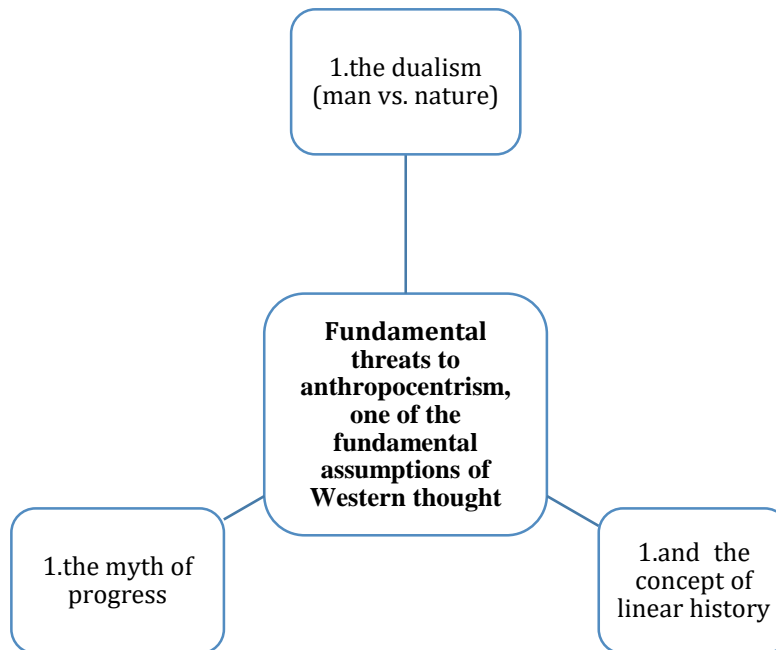 1.the dualism
(man vs. nature)
Fundamental
threats to
anthropocentrism,
one of the
fundamental
assumptions of
Western thought
1.the myth of
progress
1.and the
concept of
linear history